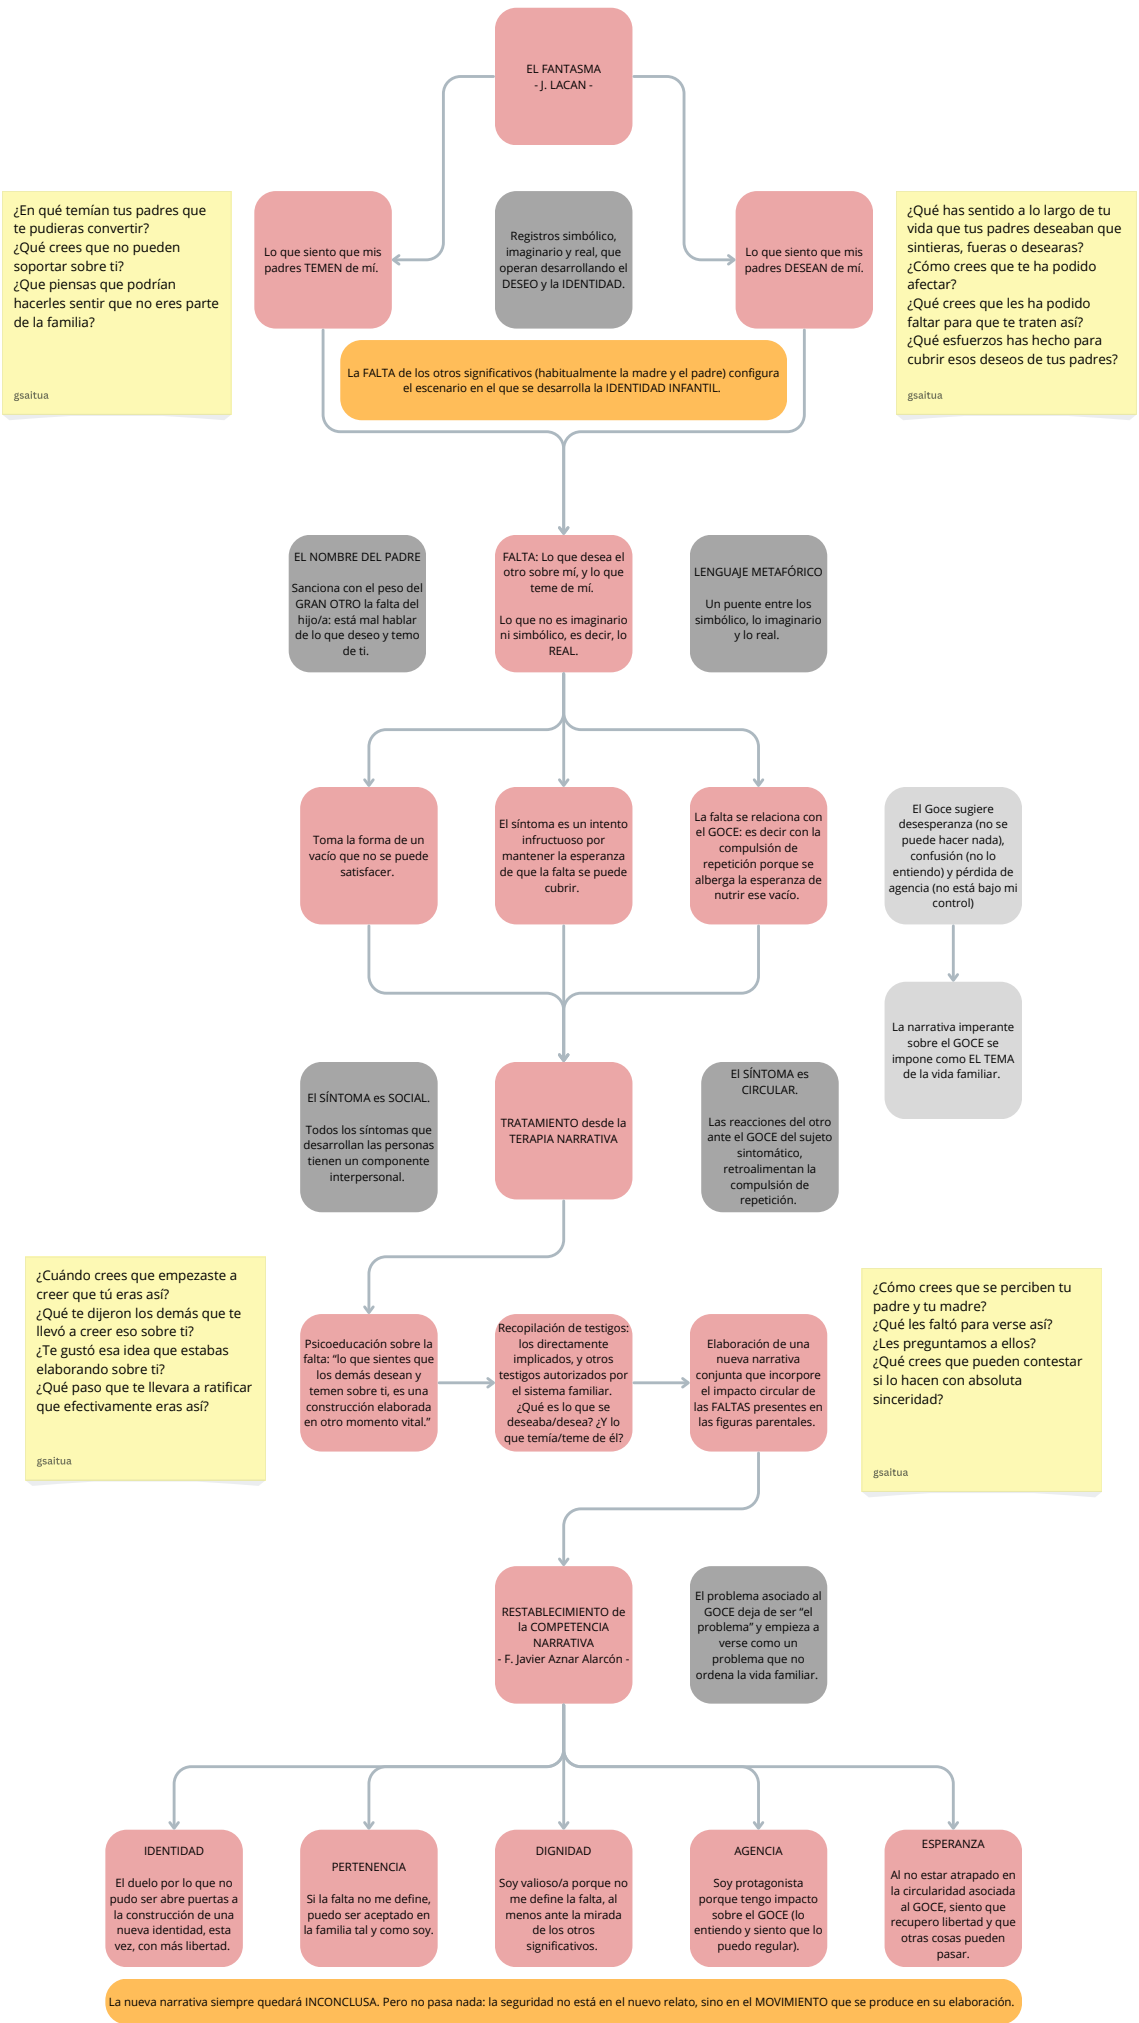 EL FANTASMA
- J. LACAN -
¿En qué temían tus padres que
te pudieras convertir?
¿Qué crees que no pueden
soportar sobre ti?
¿Que piensas que podrían
hacerles sentir que no eres parte
de la familia?
gsaitua
Lo que siento que mis
padres TEMEN de mí.
Registros simbólico,
imaginario y real, que
operan desarrollando el
DESEO y la IDENTIDAD.
Lo que siento que mis
padres DESEAN de mí.
¿Qué has sentido a lo largo de tu
vida que tus padres deseaban que
sintieras, fueras o desearas?
¿Cómo crees que te ha podido
afectar?
¿Qué crees que les ha podido
faltar para que te traten así?
¿Qué esfuerzos has hecho para
cubrir esos deseos de tus padres?
gsaitua
La FALTA de los otros significativos (habitualmente la madre y el padre) configura
el escenario en el que se desarrolla la IDENTIDAD INFANTIL.
EL NOMBRE DEL PADRE
Sanciona con el peso del
GRAN OTRO la falta del
hijo/a: está mal hablar
de lo que deseo y temo
de ti.
FALTA: Lo que desea el
otro sobre mí, y lo que
teme de mí.
Lo que no es imaginario
ni simbólico, es decir, lo
REAL.
LENGUAJE METAFÓRICO
Un puente entre los
simbólico, lo imaginario
y lo real.
Toma la forma de un
vacío que no se puede
satisfacer.
El síntoma es un intento
infructuoso por
mantener la esperanza
de que la falta se puede
cubrir.
La falta se relaciona con
el GOCE: es decir con la
compulsión de
repetición porque se
alberga la esperanza de
nutrir ese vacío.
El Goce sugiere
desesperanza (no se
puede hacer nada),
confusión (no lo
entiendo) y pérdida de
agencia (no está bajo mi
control)
La narrativa imperante
sobre el GOCE se
impone como EL TEMA
de la vida familiar.
El SÍNTOMA es SOCIAL.
Todos los síntomas que
desarrollan las personas
tienen un componente
interpersonal.
TRATAMIENTO desde la
TERAPIA NARRATIVA
El SÍNTOMA es
CIRCULAR.
Las reacciones del otro
ante el GOCE del sujeto
sintomático,
retroalimentan la
compulsión de
repetición.
¿Cuándo crees que empezaste a
creer que tú eras así?
¿Qué te dijeron los demás que te
llevó a creer eso sobre ti?
¿Te gustó esa idea que estabas
elaborando sobre ti?
¿Qué paso que te llevara a ratificar
que efectivamente eras así?
gsaitua
Psicoeducación sobre la
falta: “lo que sientes que
los demás desean y
temen sobre ti, es una
construcción elaborada
en otro momento vital.”
Recopilación de testigos:
los directamente
implicados, y otros
testigos autorizados por
el sistema familiar.
¿Qué es lo que se
deseaba/desea? ¿Y lo
que temía/teme de él?
Elaboración de una
nueva narrativa
conjunta que incorpore
el impacto circular de
las FALTAS presentes en
las figuras parentales.
¿Cómo crees que se perciben tu
padre y tu madre?
¿Qué les faltó para verse así?
¿Les preguntamos a ellos?
¿Qué crees que pueden contestar
si lo hacen con absoluta
sinceridad?
gsaitua
RESTABLECIMIENTO de
la COMPETENCIA
NARRATIVA
- F. Javier Aznar Alarcón -
El problema asociado al
GOCE deja de ser “el
problema” y empieza a
verse como un
problema que no
ordena la vida familiar.
IDENTIDAD
El duelo por lo que no
pudo ser abre puertas a
la construcción de una
nueva identidad, esta
vez, con más libertad.
PERTENENCIA
Si la falta no me define,
puedo ser aceptado en
la familia tal y como soy.
DIGNIDAD
Soy valioso/a porque no
me define la falta, al
menos ante la mirada
de los otros
significativos.
AGENCIA
Soy protagonista
porque tengo impacto
sobre el GOCE (lo
entiendo y siento que lo
puedo regular).
ESPERANZA
Al no estar atrapado en
la circularidad asociada
al GOCE, siento que
recupero libertad y que
otras cosas pueden
pasar.
La nueva narrativa siempre quedará INCONCLUSA. Pero no pasa nada: la seguridad no está en el nuevo relato, sino en el MOVIMIENTO que se produce en su elaboración.